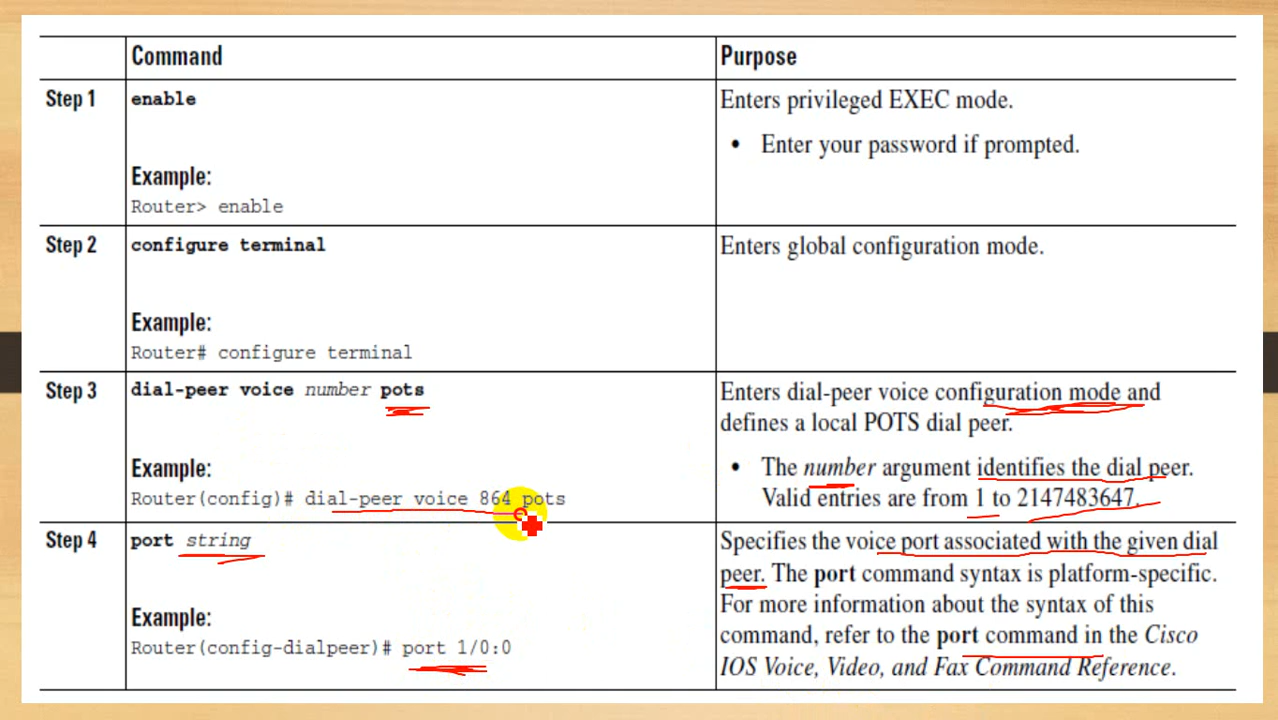 Command Purpose
Step 1 enable Enters privileged EXEC mode.
• Enter your password if prompted.
Example:
Router> enable
Step 2 configure terminal Enters global configuration mode.
Example:
Router# configure terminal
Step 3 dial-peer voice number pots Enters dial-peer voice configuration mode and
defines a local POTS dial peer.
Example: • The number argument identifies the dial peer.
Router(config)# dial-peer voice 864 pots Valid entries are from 1 to 2147483647.
Step 4 port string Specifies the voice port associated with the given dial
peer. The port command syntax is platform-specific.
For more information about the syntax of this
Example: command, refer to the port command in the Cisco
Router(config-dialpeer)# port 1/0:0 IOS Voice, Video, and Fax Command Reference.